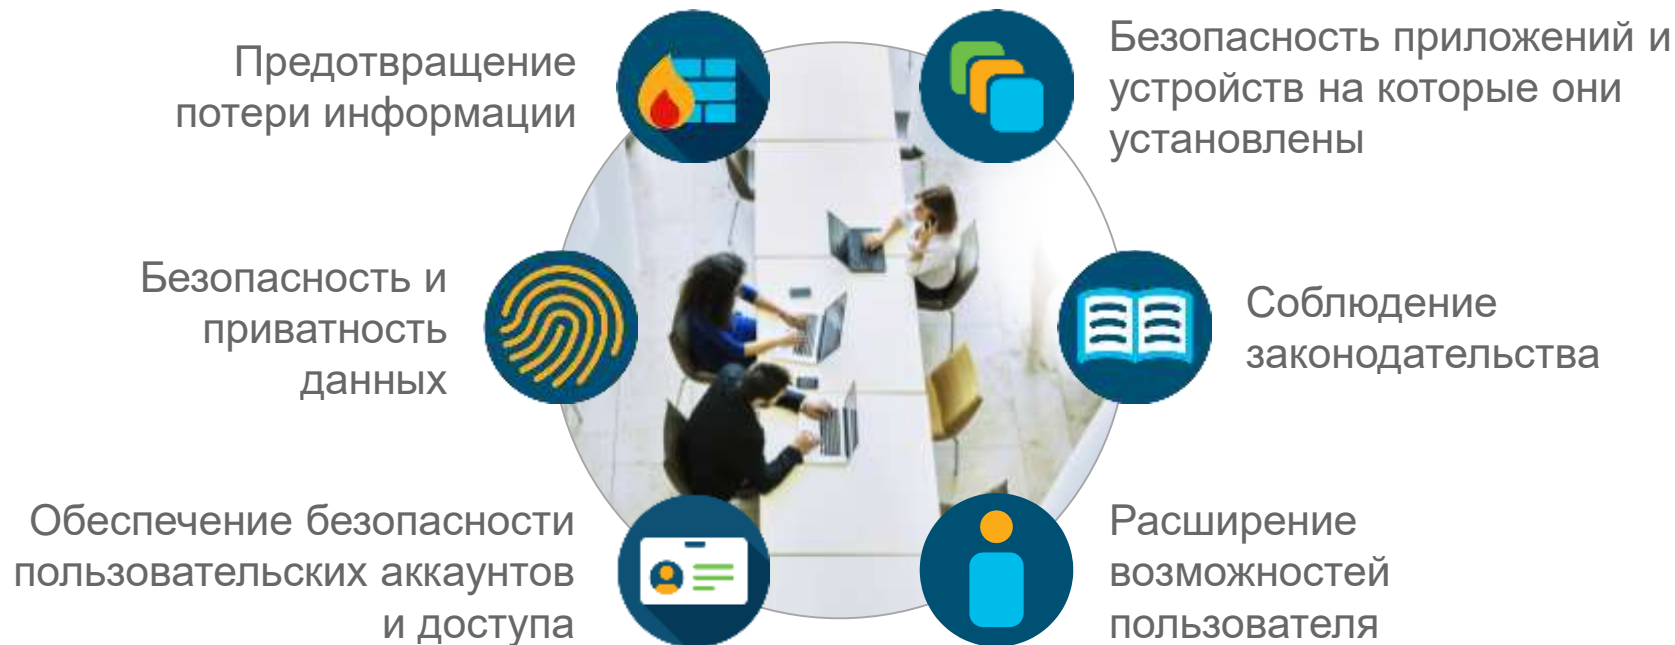 Предотвращение
потери информации
Безопасность приложений и
устройств на которые они
установлены
Безопасность и
приватность
данных
Соблюдение
законодательства
Обеспечение безопасности
пользовательских аккаунтов
и доступа
Расширение
возможностей
пользователя